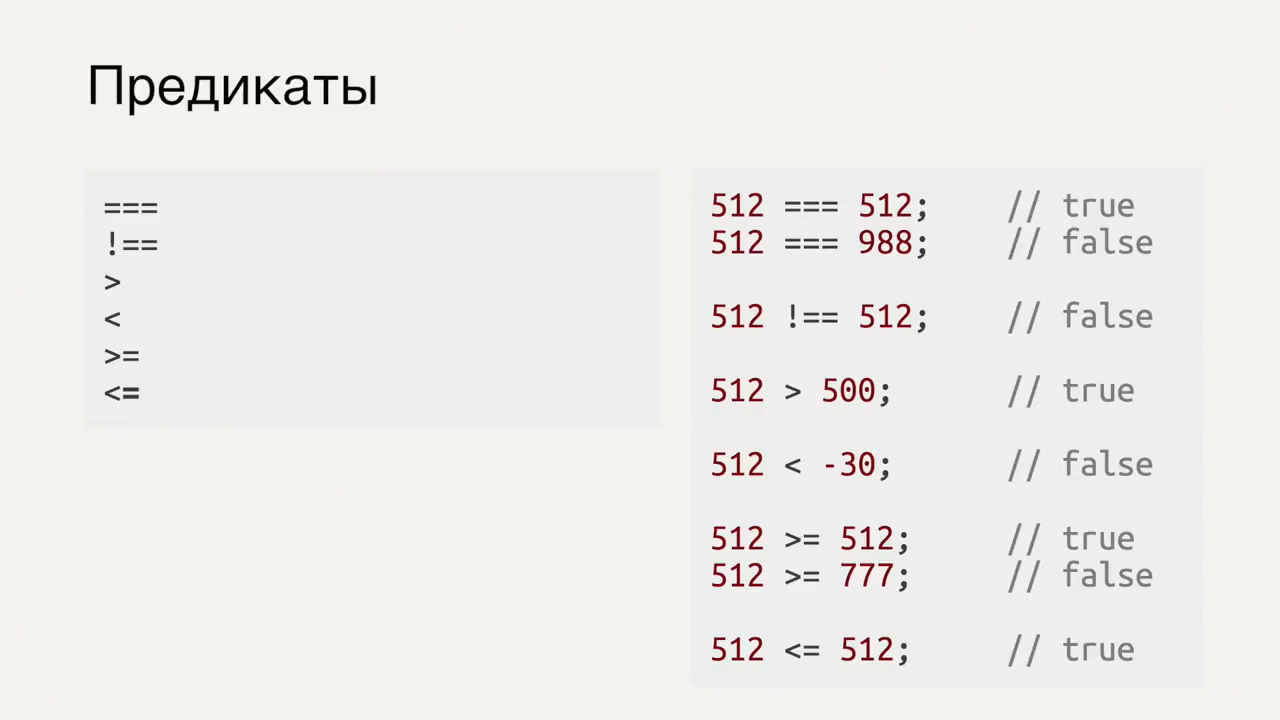 Предикаты
===
!==
>
<
>=
<=
512 === 512; // true
512 === 988; // false
512 !== 512; // false
512 > 500; // true
512 < -30; // false
512 >= 512; // true
512 >= 777; // false
512 <= 512; // true